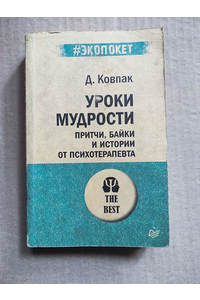 #ЭКОПОКЕТ
Д. Ковпак
УРОКИ
МУДРОСТИ
ПРИТЧИ, БАЙКИ
И ИСТОРИИ
ОТ ПСИХОТЕРАПЕВТА
THE
BEST